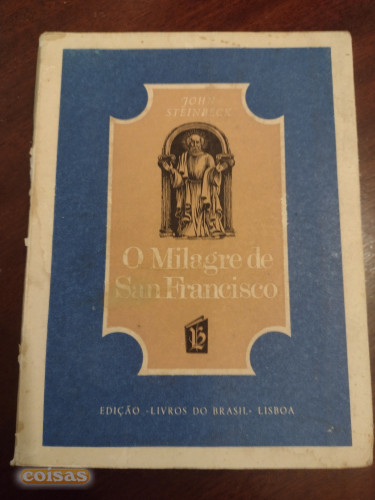 JOHN
STEINBECK
O Milagre de
San Francisco
EDIÇÃO «LIVROS DO BRASIL» LISBOA
coisas